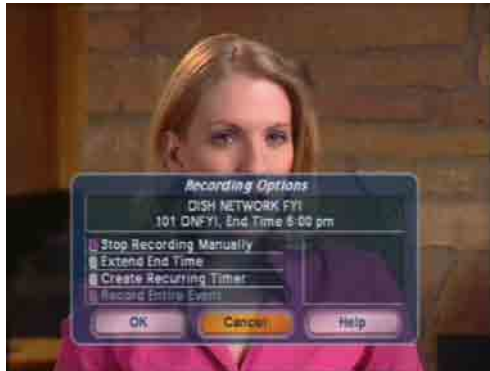 Recording Options
DISH NETWORK FYI
101 DNFYI, End Time 6:00 pm
Stop Recording Manually
Extend End Time
Create Recurring Timer
Record Entire Event
OK Cancel Help